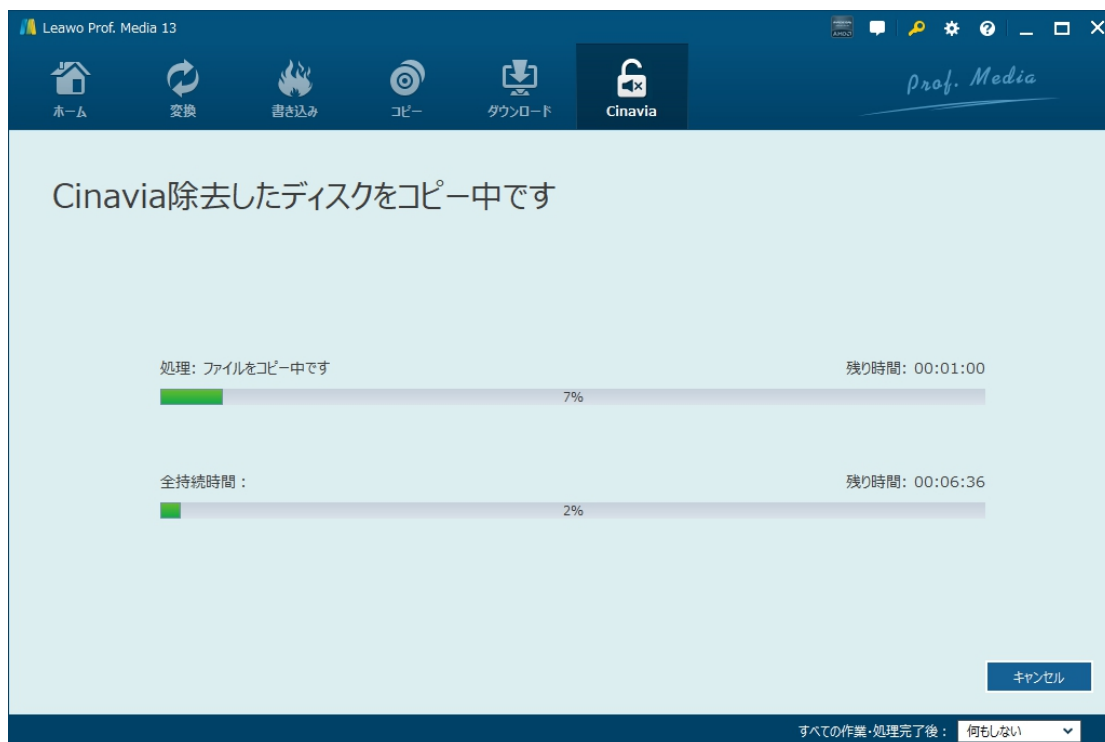 Leawo Prof. Media 13
ホーム
変換
書き込み
コピー
ダウンロード
Cinavia
Prof. Media
Cinavia除去したディスクをコピー中です
処理: ファイルをコピー中です
残り時間: 00:01:00
7%
全持続時間：
残り時間: 00:06:36
2%
キャンセル
すべての作業・処理完了後： 何もしない